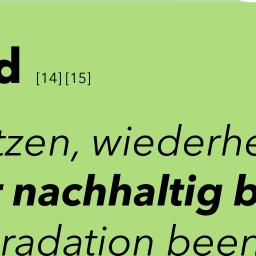 d [14] [15]
tzen, wiederhe
r nachhaltig b
radation been